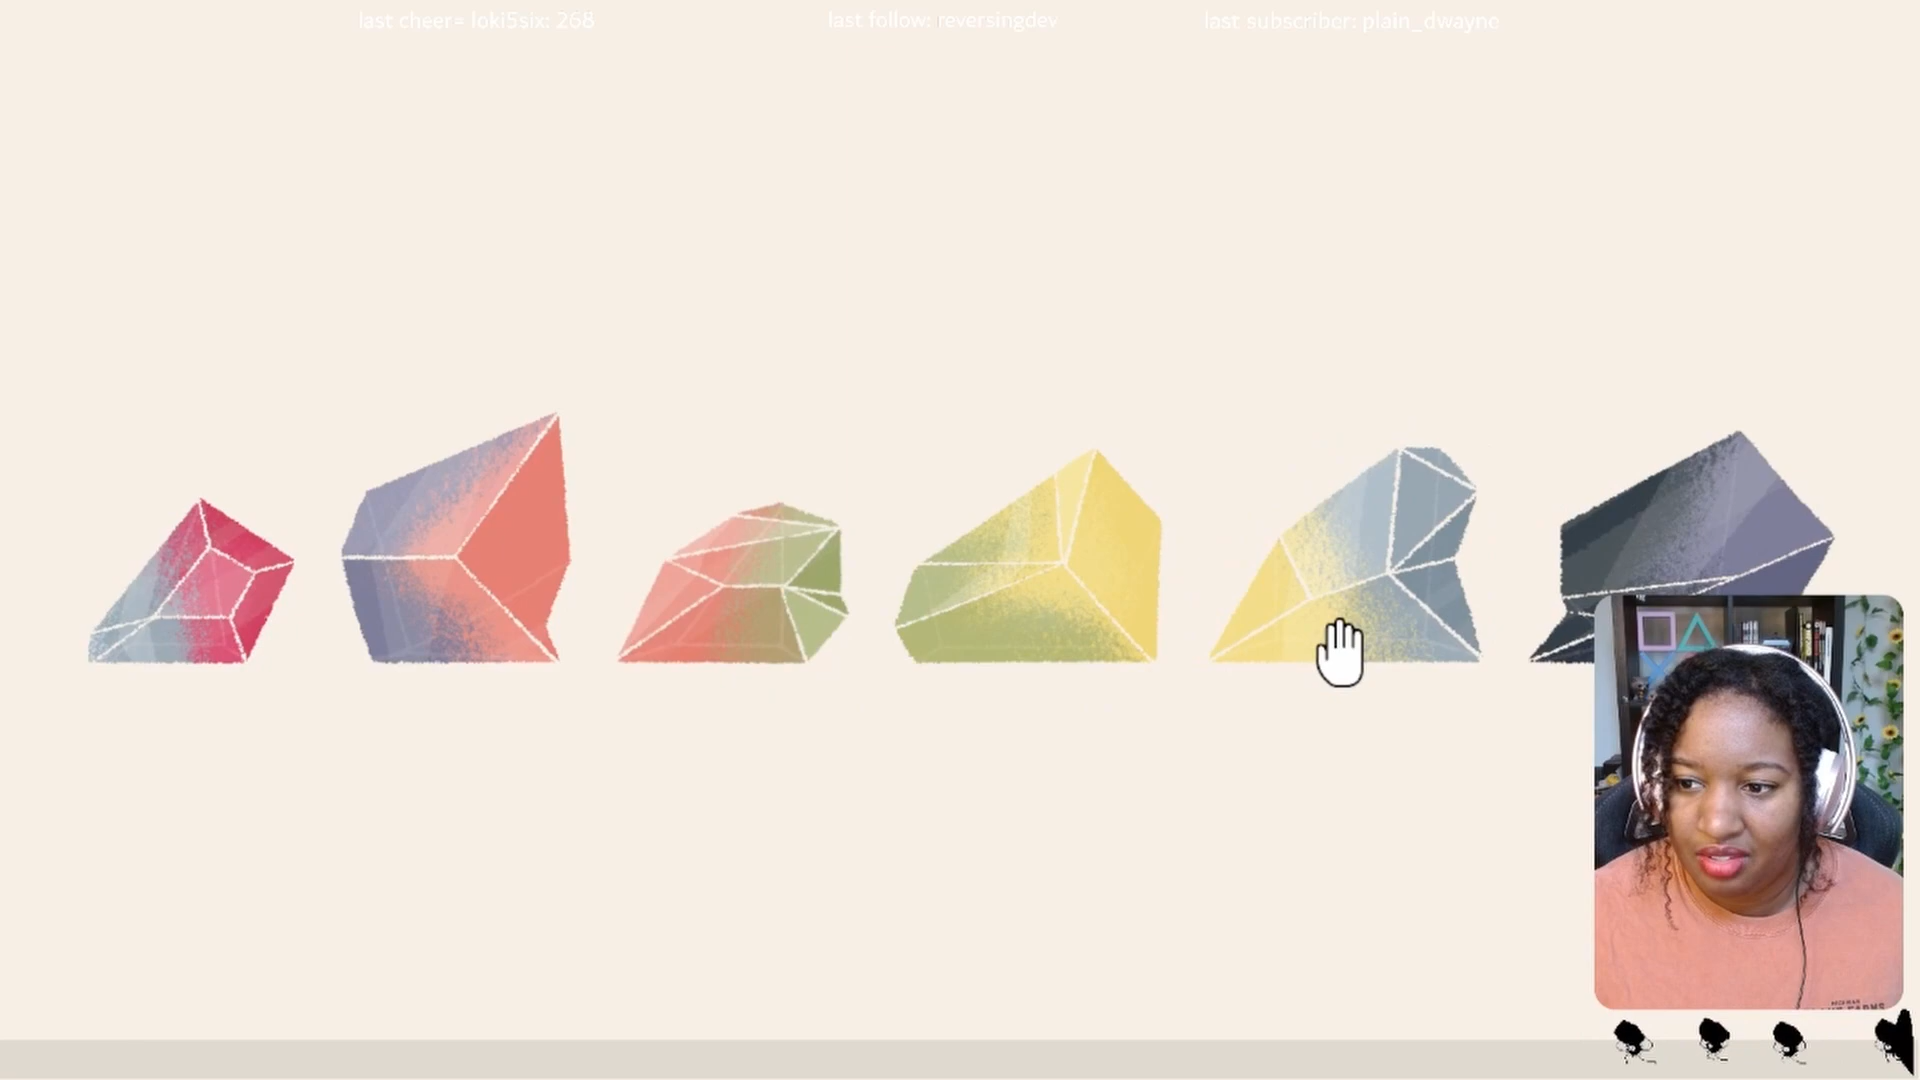 last cheer= loki5six: 268
last follow: reversingdev
last subscriber: plain_dwayne